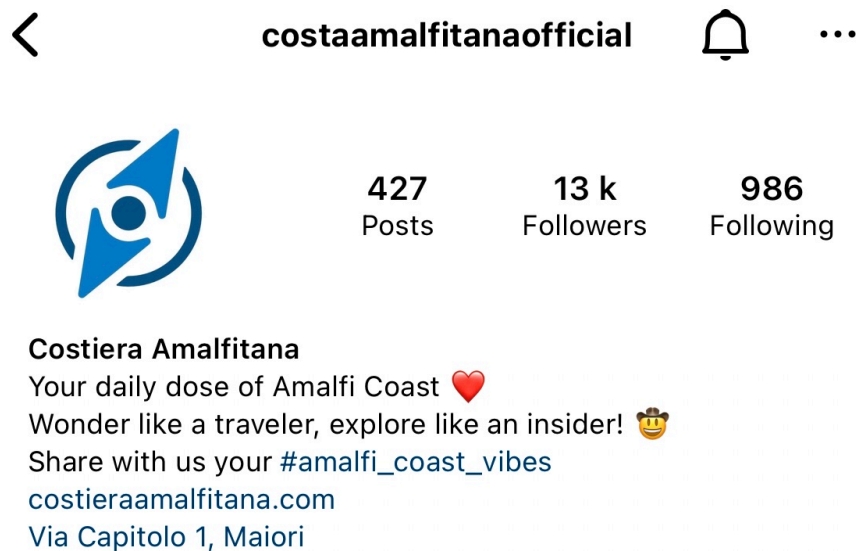 costaamalfitanaofficial
427 13 k 986
Posts Followers Following
Costiera Amalfitana
Your daily dose of Amalfi Coast ❤️
Wonder like a traveler, explore like an insider! 🤠
Share with us your #amalfi_coast_vibes
costieraamalfitana.com
Via Capitolo 1, Maiori